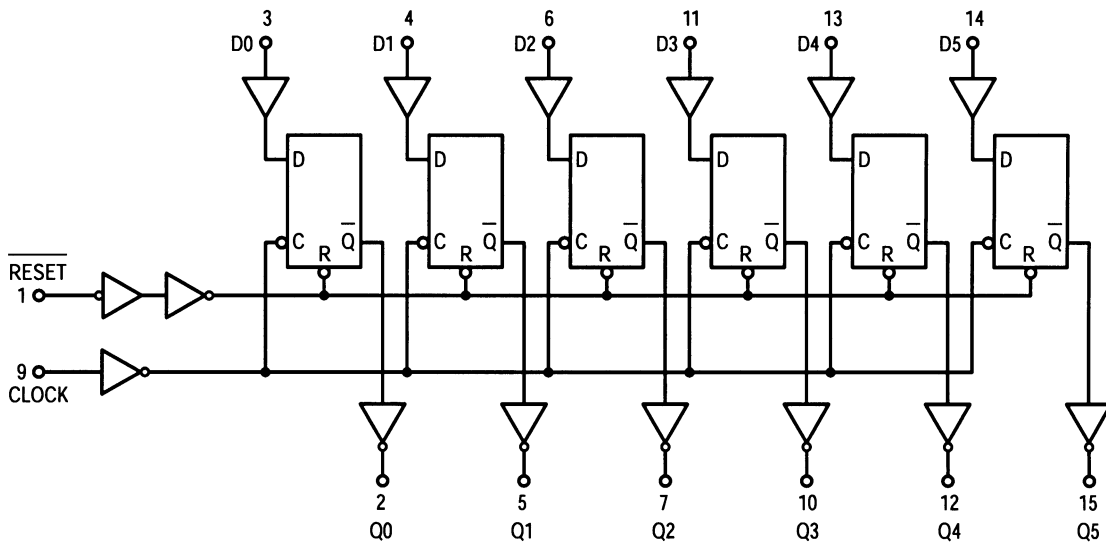 3 4 6 11 13 14
D0 D1 D2 D3 D4 D5
D D D D D D
C Q̅ C Q̅ C Q̅ C Q̅ C Q̅ C Q̅
R R R R R R
R̅E̅S̅E̅T̅
1
9
CLOCK
2 5 7 10 12 15
Q0 Q1 Q2 Q3 Q4 Q5